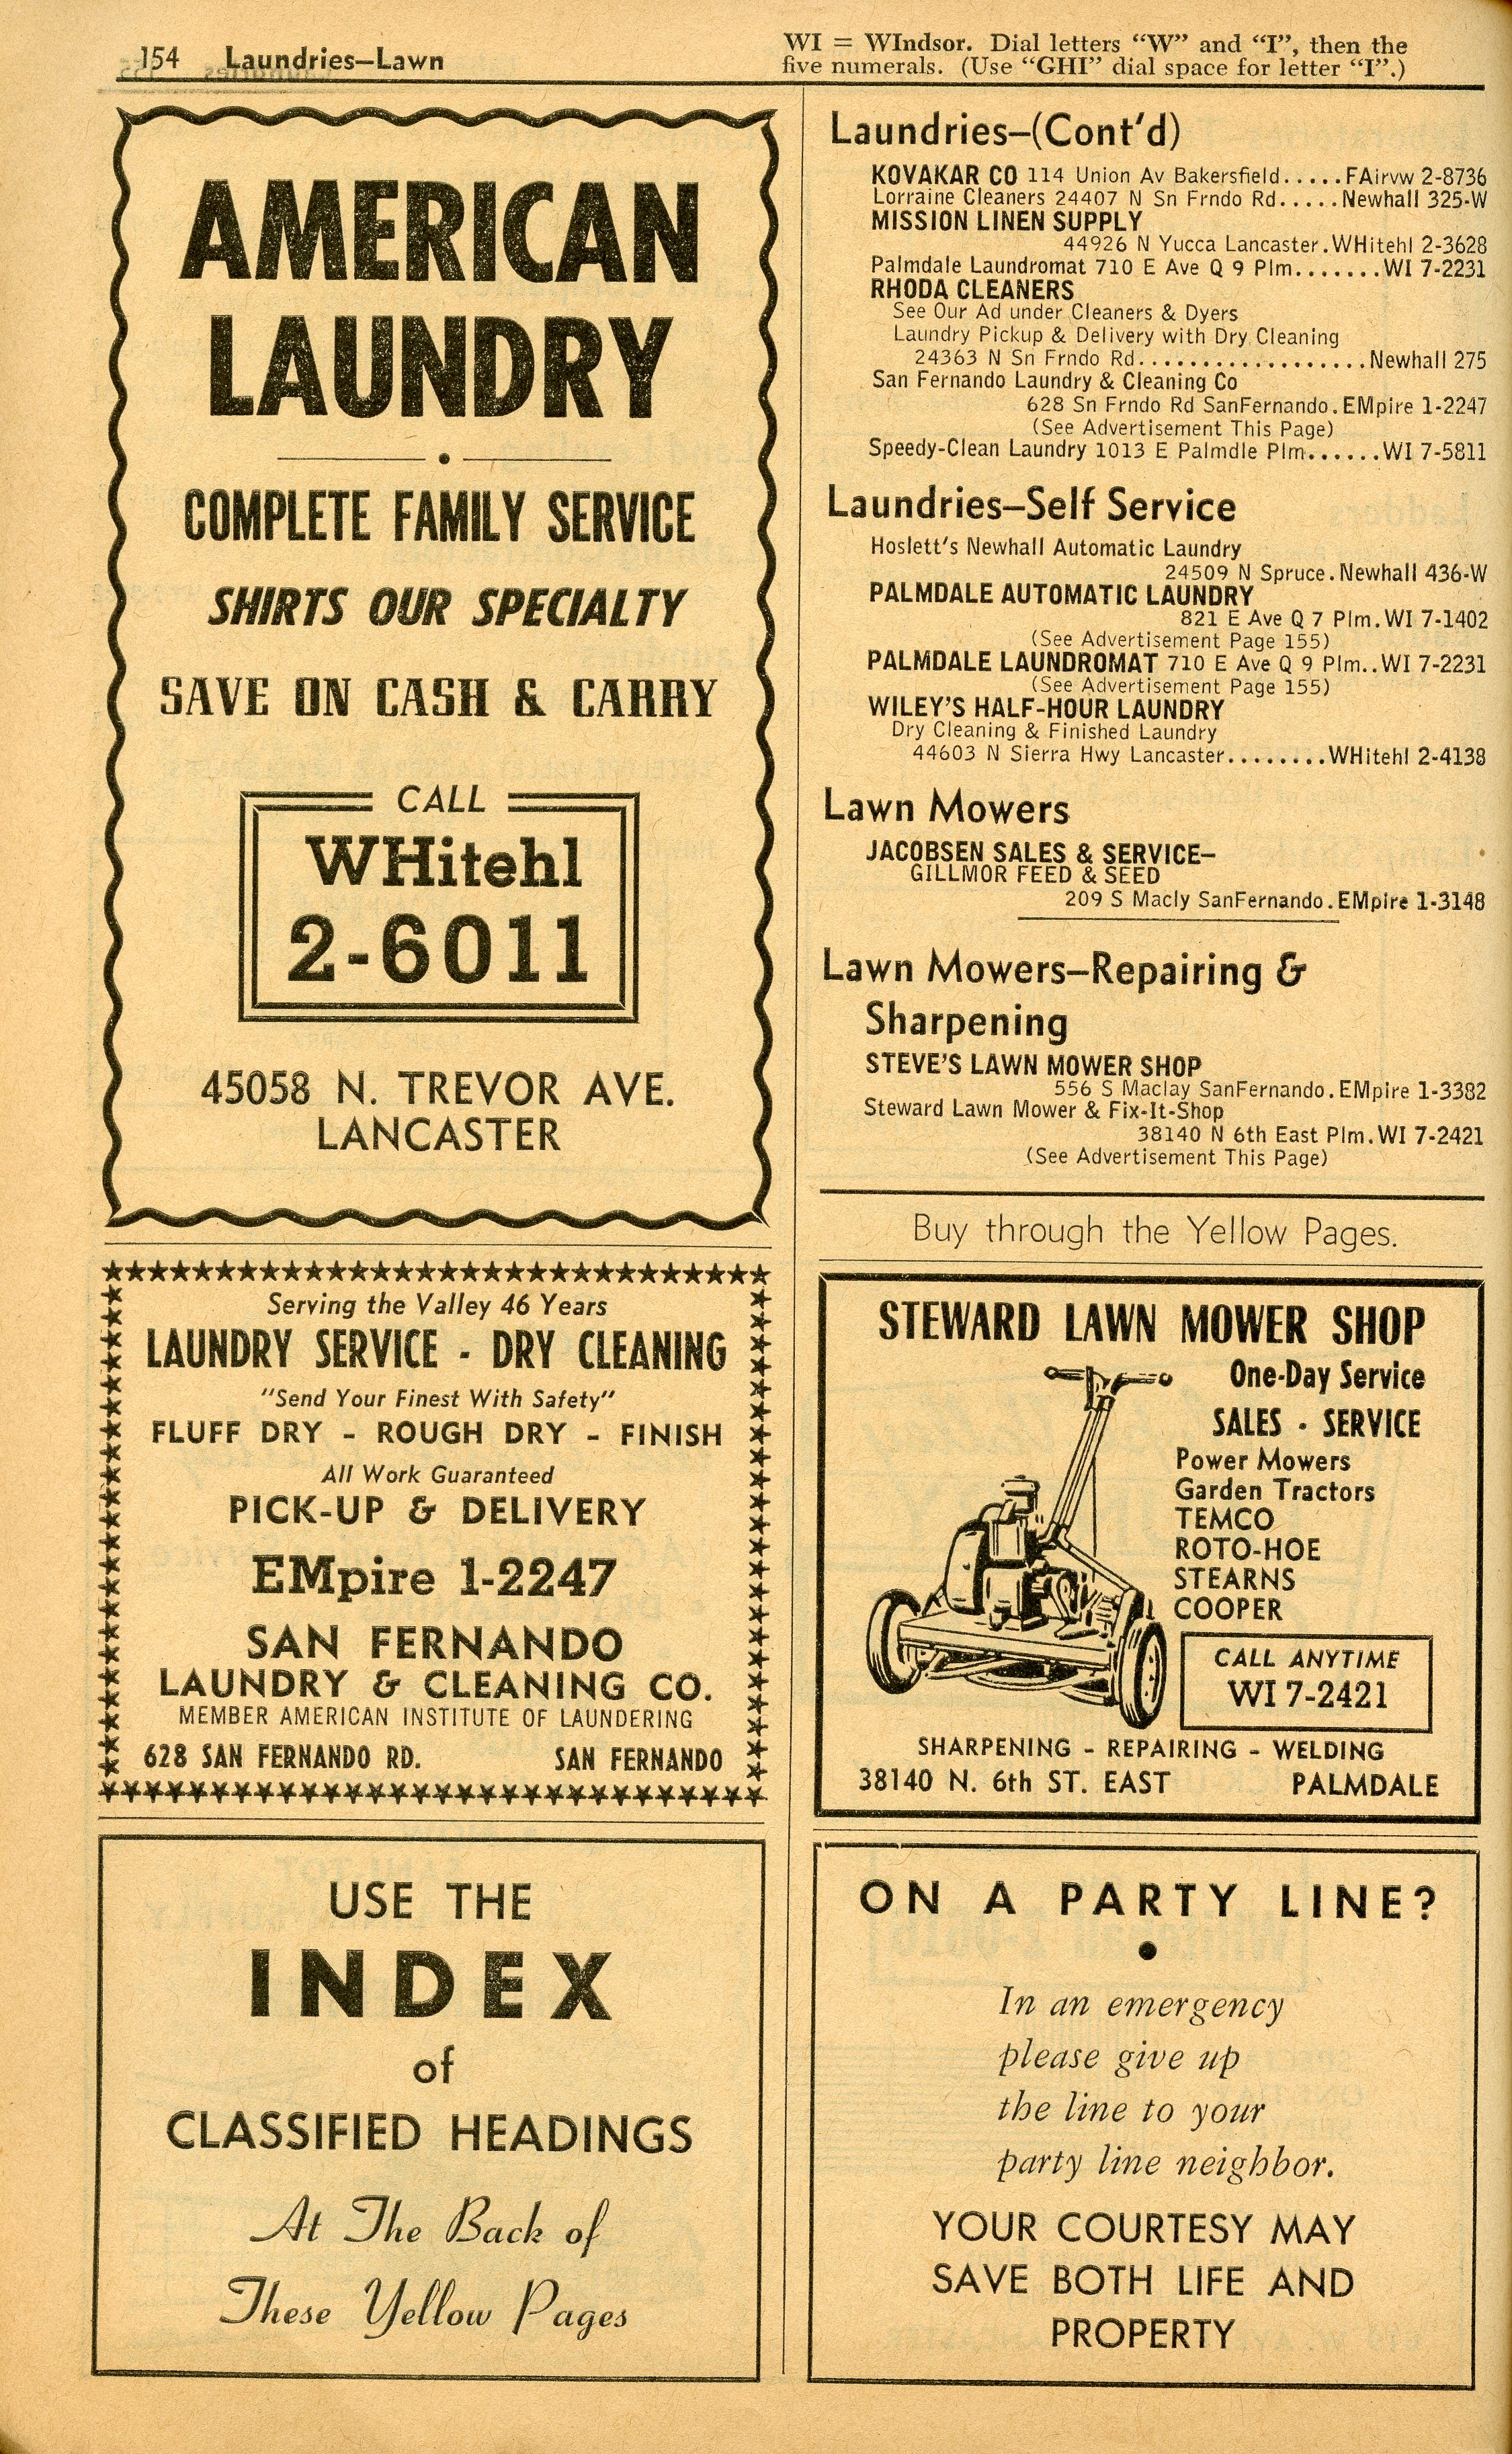 154 Laundries—Lawn
WI = WIndsor. Dial letters “W” and “I”, then the
five numerals. (Use “GHI” dial space for letter “I”.)
AMERICAN
LAUNDRY
COMPLETE FAMILY SERVICE
SHIRTS OUR SPECIALTY
SAVE ON CASH & CARRY
CALL
WHitehl
2-6011
45058 N. TREVOR AVE.
LANCASTER
Serving the Valley 46 Years
LAUNDRY SERVICE - DRY CLEANING
"Send Your Finest With Safety"
FLUFF DRY - ROUGH DRY - FINISH
All Work Guaranteed
PICK-UP & DELIVERY
EMpire 1-2247
SAN FERNANDO
LAUNDRY & CLEANING CO.
MEMBER AMERICAN INSTITUTE OF LAUNDERING
628 SAN FERNANDO RD. SAN FERNANDO
USE THE
INDEX
of
CLASSIFIED HEADINGS
At The Back of
These Yellow Pages
Laundries—(Cont'd)
KOVAKAR CO 114 Union Av Bakersfield.....FAirvw 2-8736
Lorraine Cleaners 24407 N Sn Frndo Rd.....Newhall 325-W
MISSION LINEN SUPPLY
44926 N Yucca Lancaster.WHitehl 2-3628
Palmdale Laundromat 710 E Ave Q 9 Plm.......WI 7-2231
RHODA CLEANERS
See Our Ad under Cleaners & Dyers
Laundry Pickup & Delivery with Dry Cleaning
24363 N Sn Frndo Rd..................Newhall 275
San Fernando Laundry & Cleaning Co
628 Sn Frndo Rd SanFernando.EMpire 1-2247
(See Advertisement This Page)
Speedy-Clean Laundry 1013 E Palmdle Plm......WI 7-5811
Laundries—Self Service
Hoslett's Newhall Automatic Laundry
24509 N Spruce.Newhall 436-W
PALMDALE AUTOMATIC LAUNDRY
821 E Ave Q 7 Plm.WI 7-1402
(See Advertisement Page 155)
PALMDALE LAUNDROMAT 710 E Ave Q 9 Plm..WI 7-2231
(See Advertisement Page 155)
WILEY'S HALF-HOUR LAUNDRY
Dry Cleaning & Finished Laundry
44603 N Sierra Hwy Lancaster........WHitehl 2-4138
Lawn Mowers
JACOBSEN SALES & SERVICE—
GILLMOR FEED & SEED
209 S Macly SanFernando.EMpire 1-3148
Lawn Mowers—Repairing &
Sharpening
STEVE'S LAWN MOWER SHOP
556 S Maclay SanFernando.EMpire 1-3382
Steward Lawn Mower & Fix-It-Shop
38140 N 6th East Plm.WI 7-2421
(See Advertisement This Page)
Buy through the Yellow Pages.
STEWARD LAWN MOWER SHOP
One-Day Service
SALES - SERVICE
Power Mowers
Garden Tractors
TEMCO
ROTO-HOE
STEARNS
COOPER
CALL ANYTIME
WI 7-2421
SHARPENING - REPAIRING - WELDING
38140 N. 6th ST. EAST PALMDALE
ON A PARTY LINE?
In an emergency
please give up
the line to your
party line neighbor.
YOUR COURTESY MAY
SAVE BOTH LIFE AND
PROPERTY